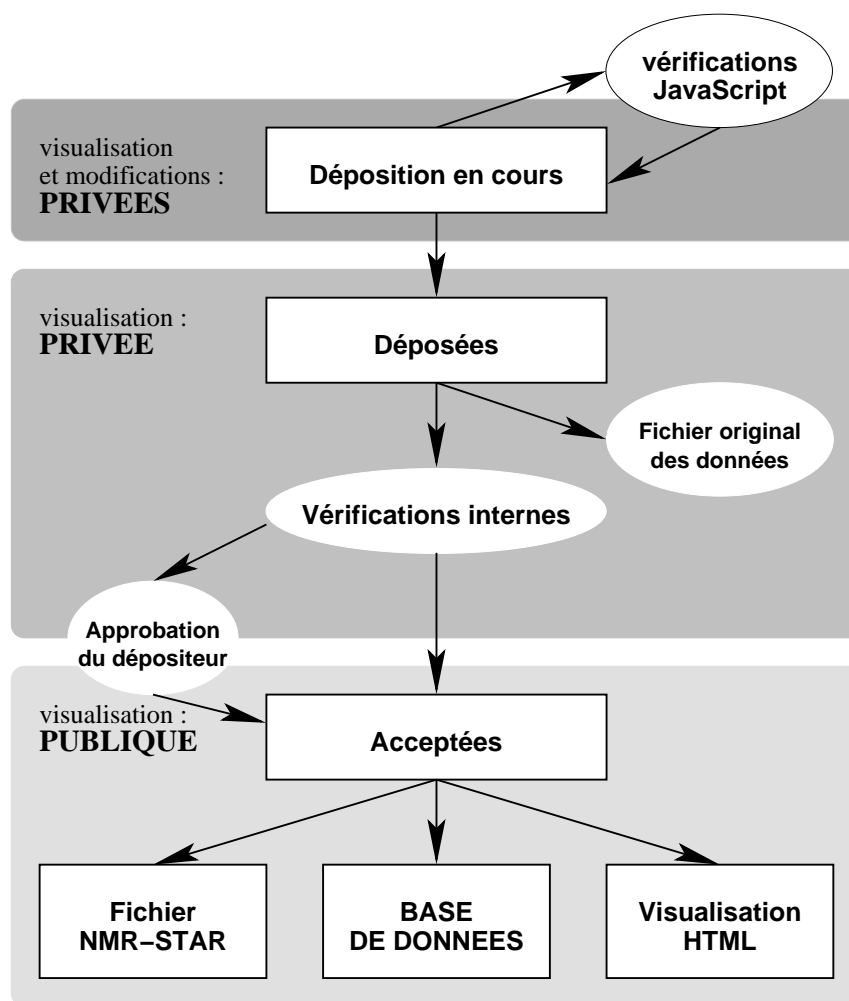 vérifications
JavaScript
visualisation
et modifications :
PRIVEES
Déposition en cours
visualisation :
PRIVEE
Déposées
Fichier original
des données
Vérifications internes
Approbation
du dépositeur
visualisation :
PUBLIQUE
Acceptées
Fichier
NMR−STAR
BASE
DE DONNEES
Visualisation
HTML